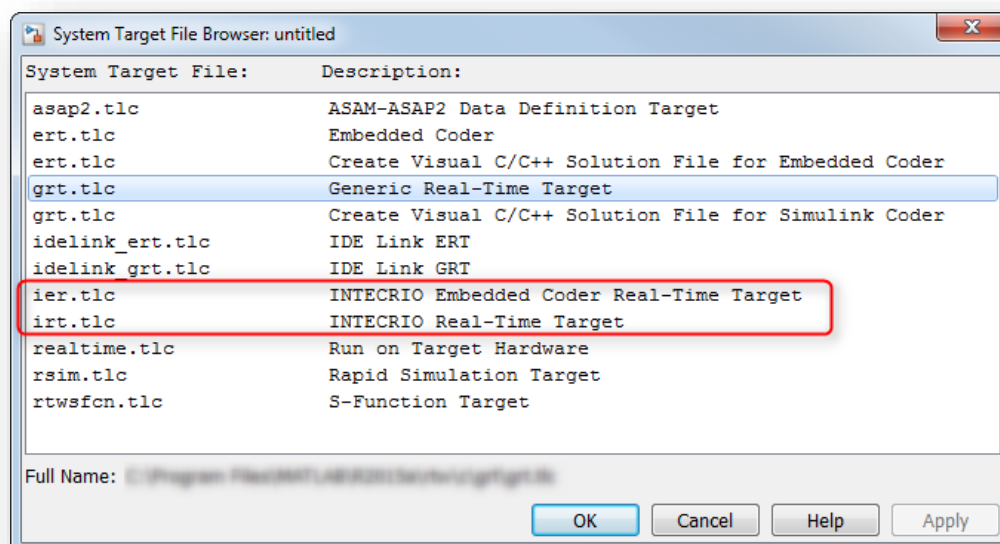 System Target File Browser: untitled
System Target File: Description:
asap2.tlc ASAM-ASAP2 Data Definition Target
ert.tlc Embedded Coder
ert.tlc Create Visual C/C++ Solution File for Embedded Coder
grt.tlc Generic Real-Time Target
grt.tlc Create Visual C/C++ Solution File for Simulink Coder
idelink_ert.tlc IDE Link ERT
idelink_grt.tlc IDE Link GRT
ier.tlc INTECRIO Embedded Coder Real-Time Target
irt.tlc INTECRIO Real-Time Target
realtime.tlc Run on Target Hardware
rsim.tlc Rapid Simulation Target
rtwsfcn.tlc S-Function Target
Full Name:
OK Cancel Help Apply